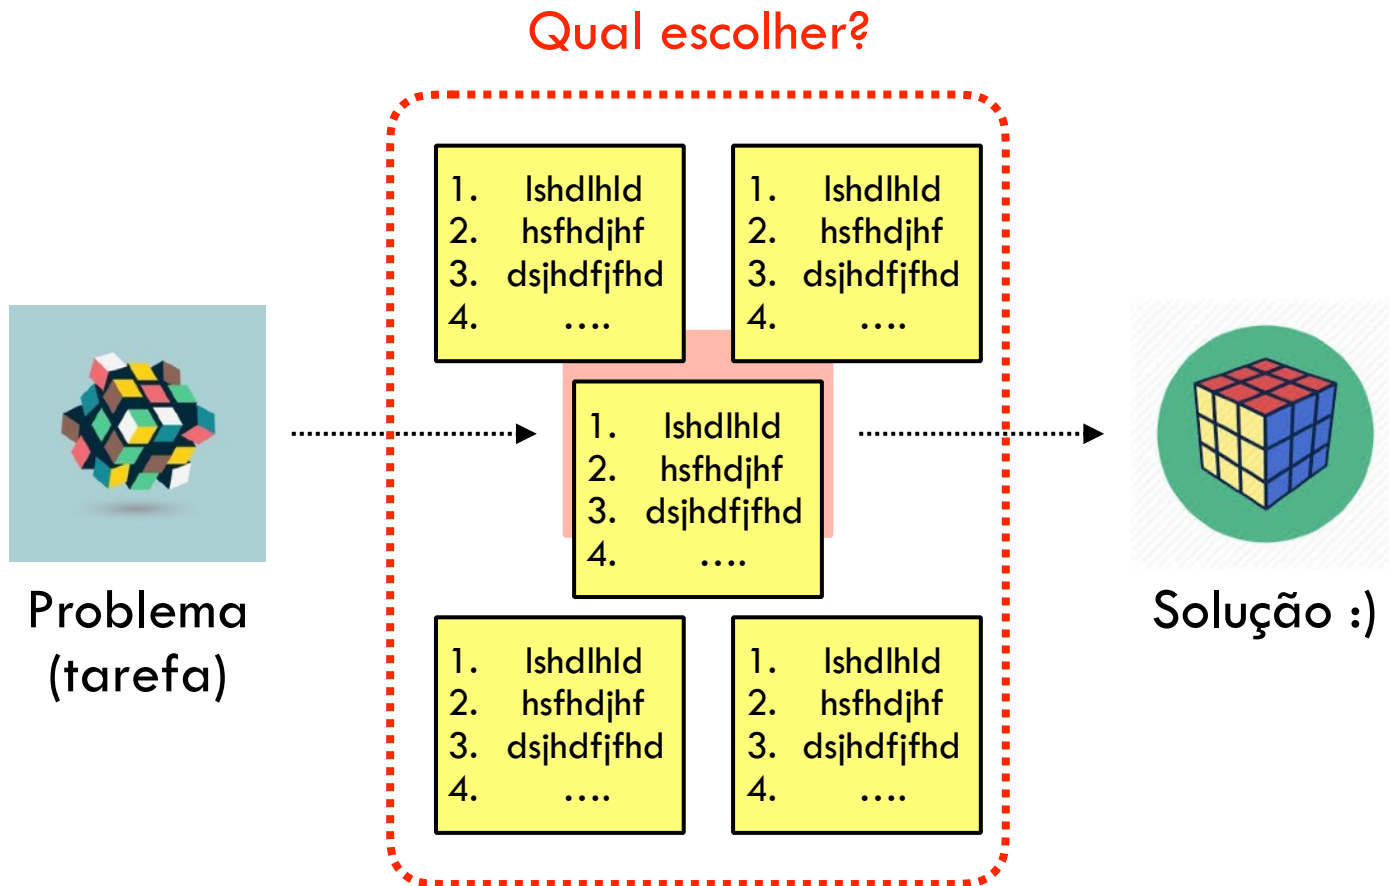 Qual escolher?
1. lshdlhld
2. hsfhdjhf
3. dsjhdfjfhd
4. ....
1. lshdlhld
2. hsfhdjhf
3. dsjhdfjfhd
4. ....
1. lshdlhld
2. hsfhdjhf
3. dsjhdfjfhd
4. ....
Problema
(tarefa)
Solução :)
1. lshdlhld
2. hsfhdjhf
3. dsjhdfjfhd
4. ....
1. lshdlhld
2. hsfhdjhf
3. dsjhdfjfhd
4. ....